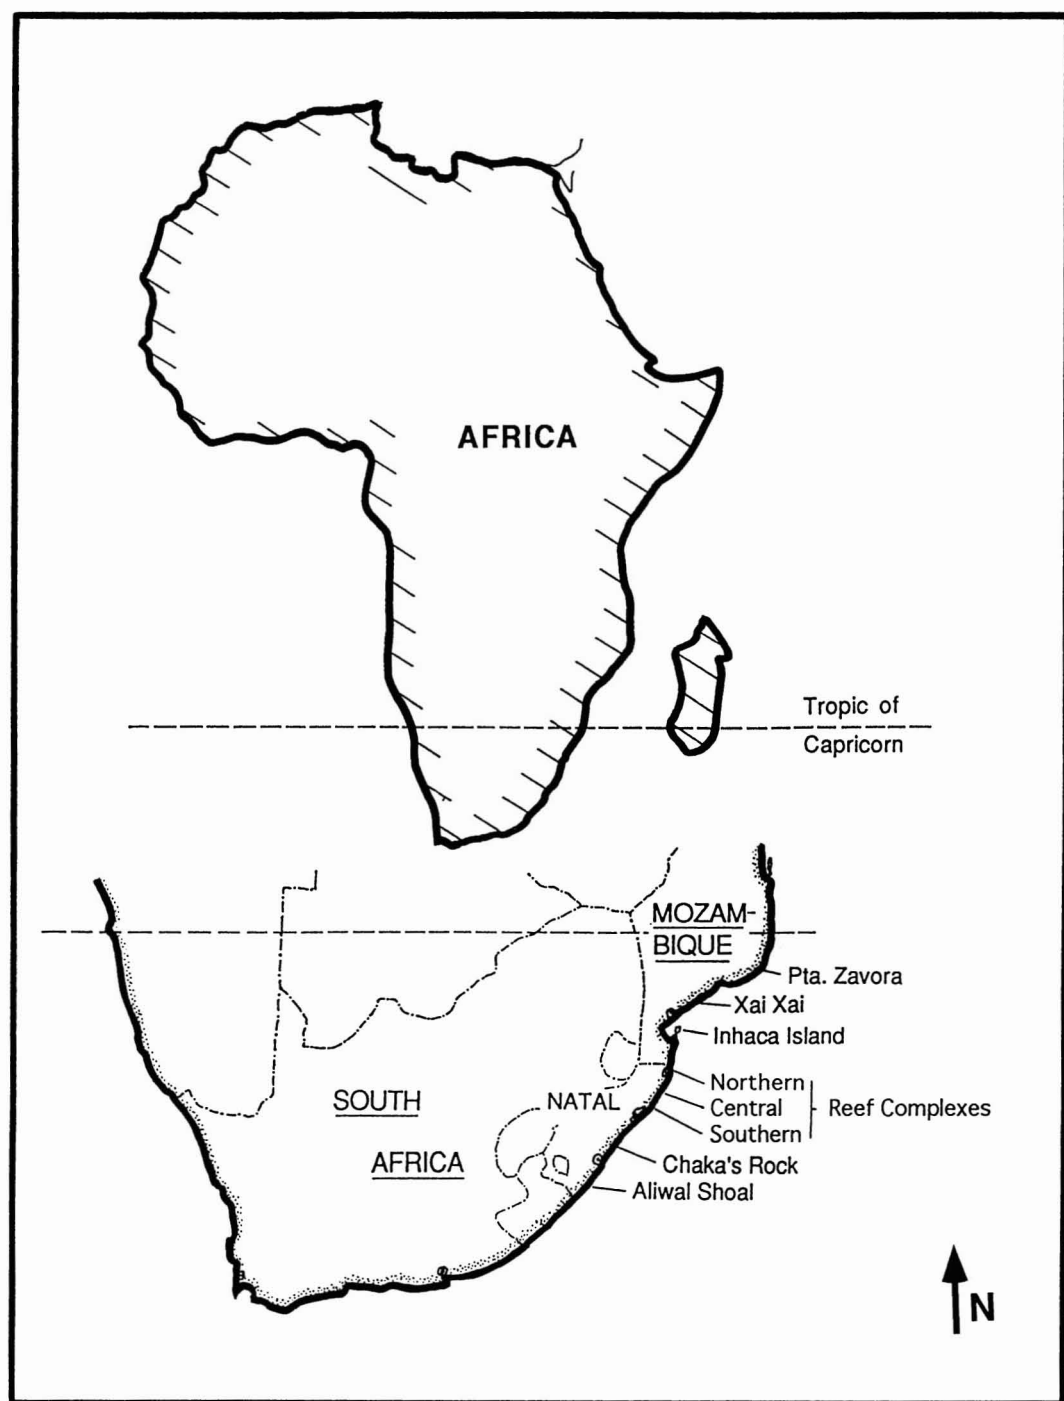 AFRICA
Tropic of
Capricorn
MOZAM-
BIQUE
Pta. Zavora
Xai Xai
Inhaca Island
Northern
Central
Southern
Reef Complexes
NATAL
SOUTH
AFRICA
Chaka's Rock
Aliwal Shoal
N